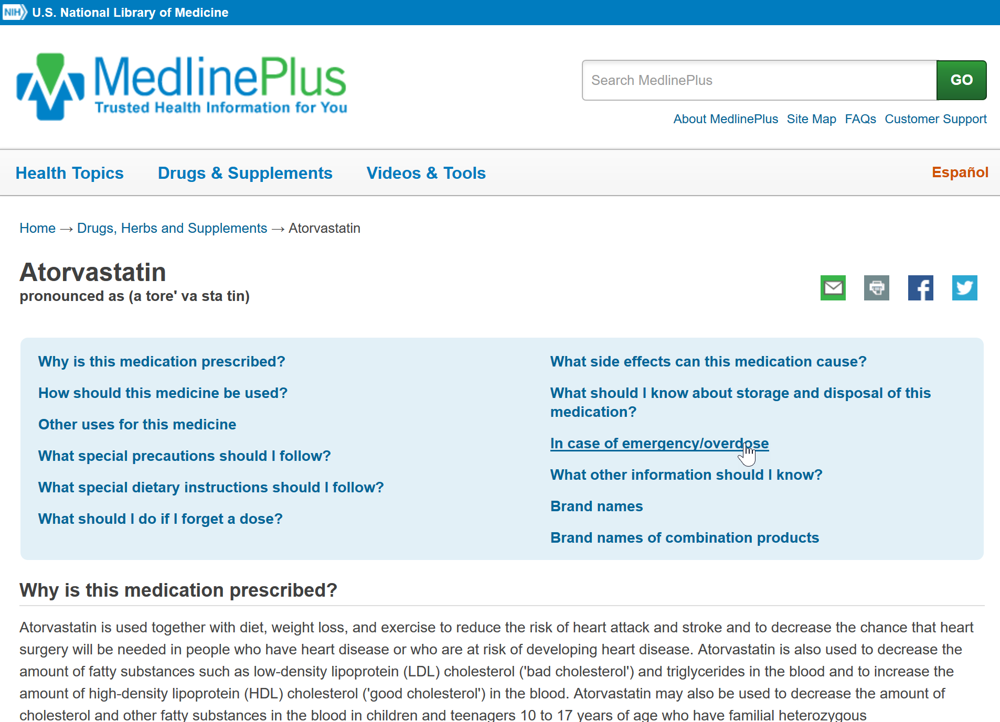 NIH U.S. National Library of Medicine
MedlinePlus
Trusted Health Information for You
Search MedlinePlus
GO
About MedlinePlus Site Map FAQs Customer Support
Health Topics Drugs & Supplements Videos & Tools Español
Home → Drugs, Herbs and Supplements → Atorvastatin
Atorvastatin
pronounced as (a tore' va sta tin)
Why is this medication prescribed?
How should this medicine be used?
Other uses for this medicine
What special precautions should I follow?
What special dietary instructions should I follow?
What should I do if I forget a dose?
What side effects can this medication cause?
What should I know about storage and disposal of this
medication?
In case of emergency/overdose
What other information should I know?
Brand names
Brand names of combination products
Why is this medication prescribed?
Atorvastatin is used together with diet, weight loss, and exercise to reduce the risk of heart attack and stroke and to decrease the chance that heart
surgery will be needed in people who have heart disease or who are at risk of developing heart disease. Atorvastatin is also used to decrease the
amount of fatty substances such as low-density lipoprotein (LDL) cholesterol ('bad cholesterol') and triglycerides in the blood and to increase the
amount of high-density lipoprotein (HDL) cholesterol ('good cholesterol') in the blood. Atorvastatin may also be used to decrease the amount of
cholesterol and other fatty substances in the blood in children and teenagers 10 to 17 years of age who have familial heterozygous